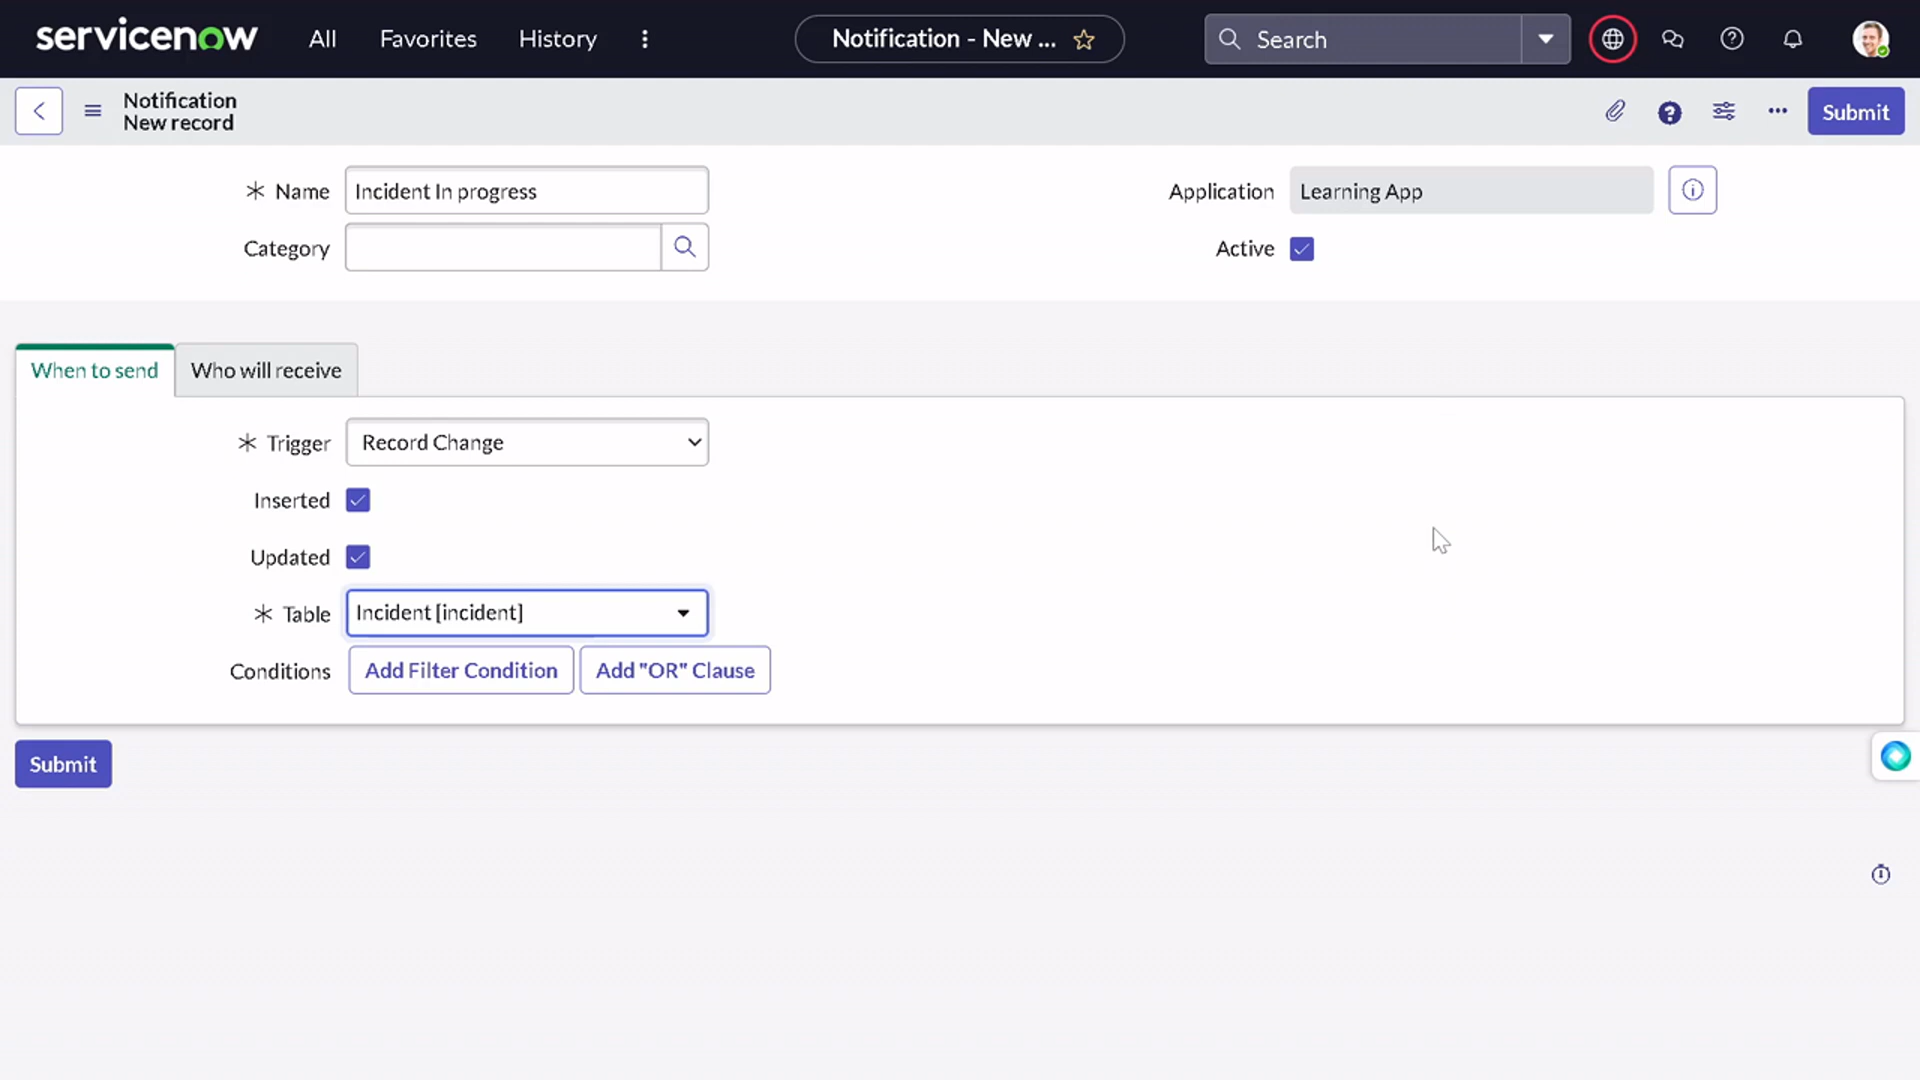 servicenow All Favorites History Notification - New ... Search
Notification
New record
Submit
Name Incident In progress
Application Learning App
Category
Active
When to send Who will receive
Trigger Record Change
Inserted
Updated
Table Incident [incident]
Conditions Add Filter Condition Add "OR" Clause
Submit